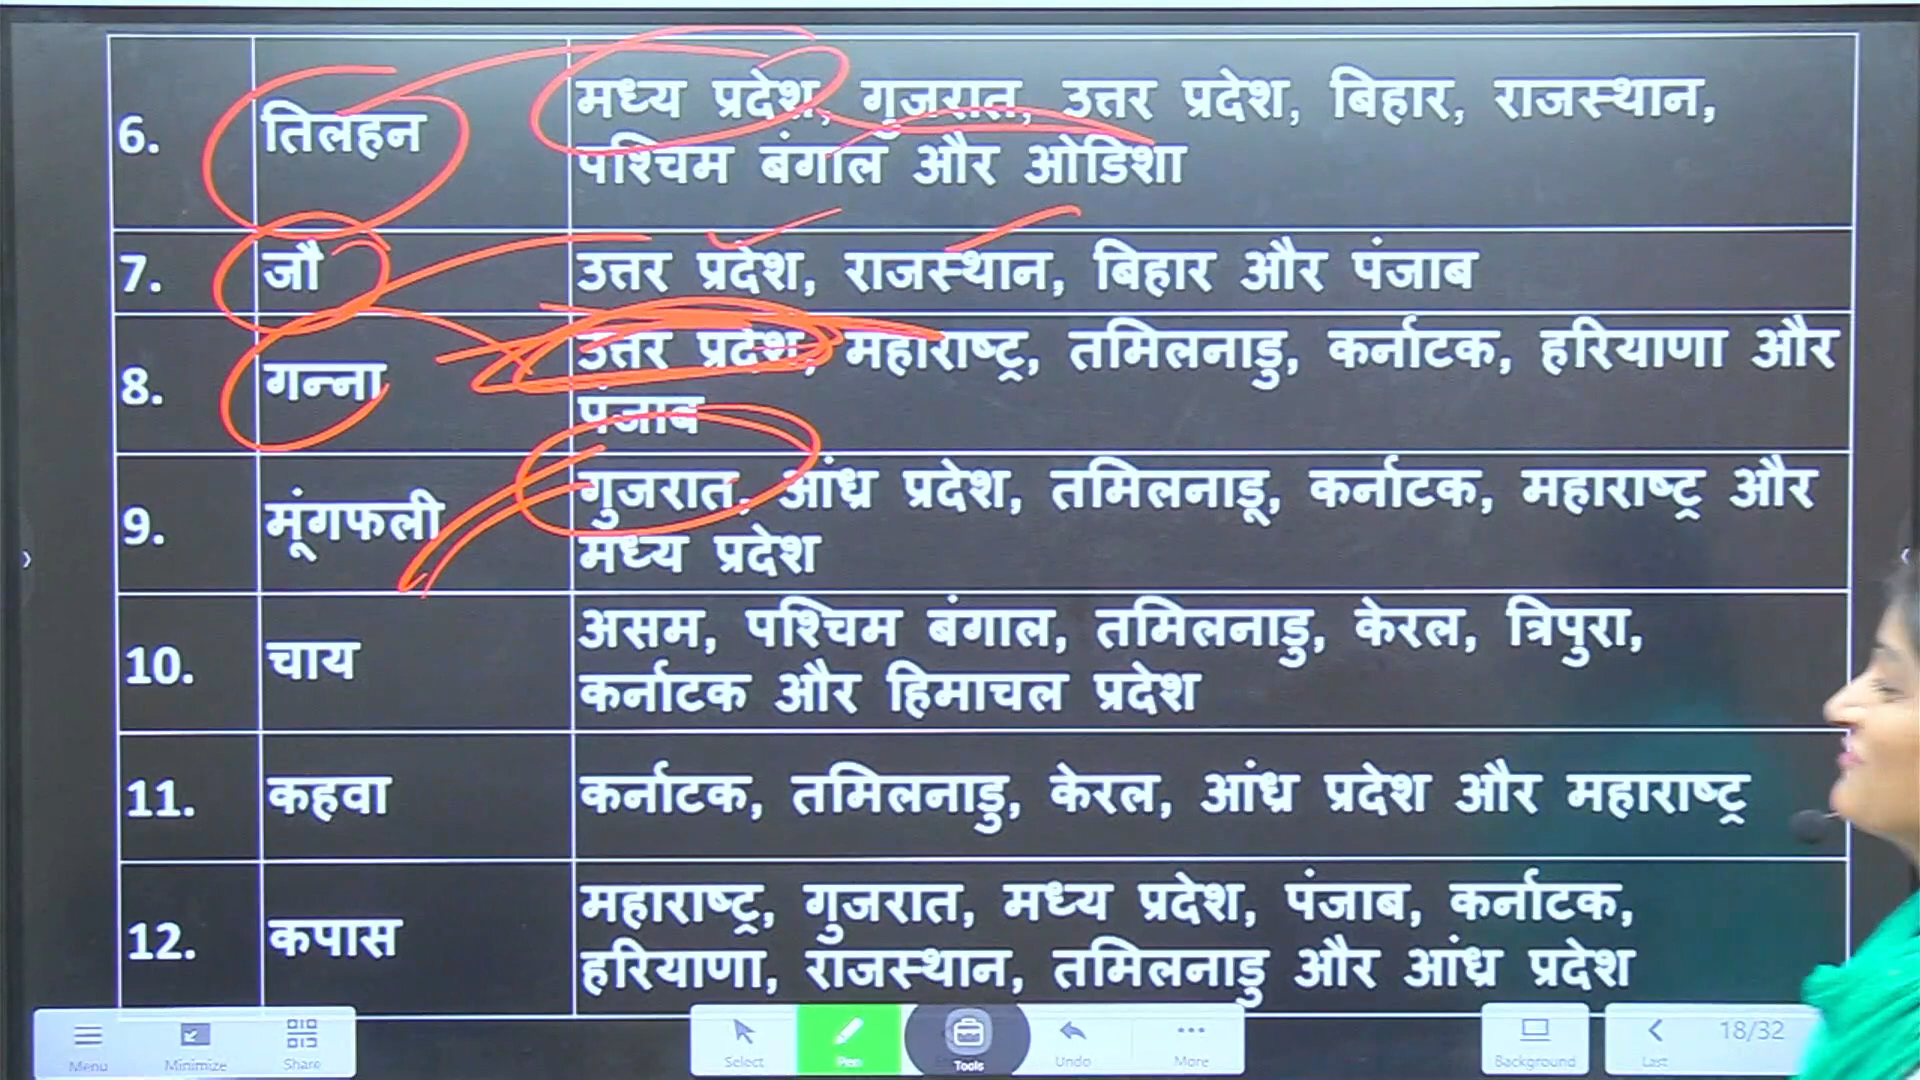 6. तिलहन मध्य प्रदेश, गुजरात, उत्तर प्रदेश, बिहार, राजस्थान,
पश्चिम बंगाल और ओडिशा
7. जौ उत्तर प्रदेश, राजस्थान, बिहार और पंजाब
8. गन्ना उत्तर प्रदेश, महाराष्ट्र, तमिलनाडु, कर्नाटक, हरियाणा और
पंजाब
9. मूंगफली गुजरात, आंध्र प्रदेश, तमिलनाडू, कर्नाटक, महाराष्ट्र और
मध्य प्रदेश
10. चाय असम, पश्चिम बंगाल, तमिलनाडु, केरल, त्रिपुरा,
कर्नाटक और हिमाचल प्रदेश
11. कहवा कर्नाटक, तमिलनाडु, केरल, आंध्र प्रदेश और महाराष्ट्र
12. कपास महाराष्ट्र, गुजरात, मध्य प्रदेश, पंजाब, कर्नाटक,
हरियाणा, राजस्थान, तमिलनाडु और आंध्र प्रदेश
Menu Minimize Share Select Pen Tools Undo More Background Last 18/32